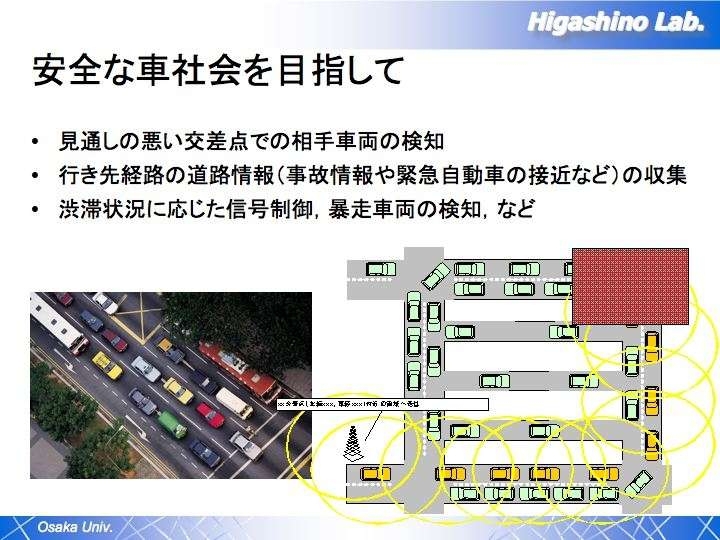 Higashino Lab.
安全な車社会を目指して
• 見通しの悪い交差点での相手車両の検知
• 行き先経路の道路情報（事故情報や緊急自動車の接近など）の収集
• 渋滞状況に応じた信号制御，暴走車両の検知，など
Osaka Univ.